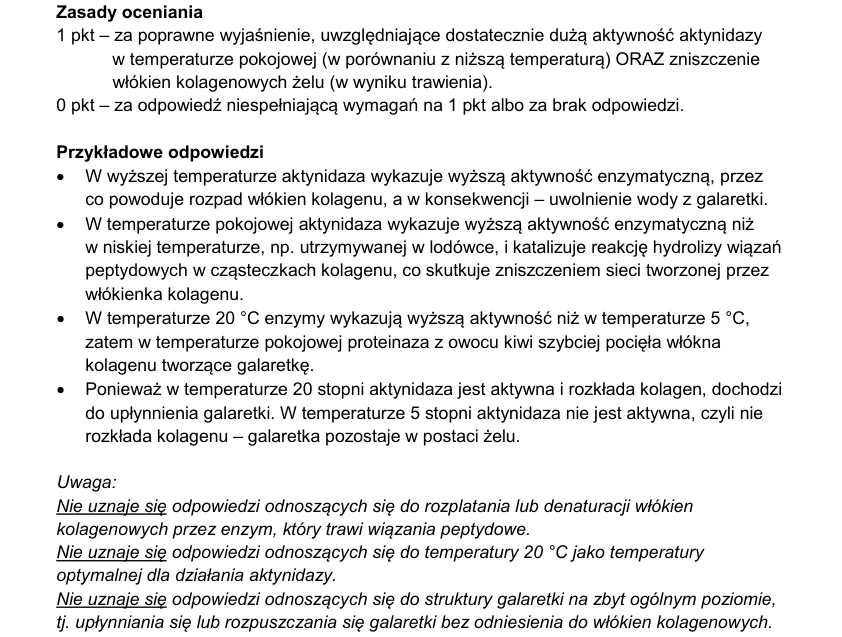 Zasady oceniania
1 pkt – za poprawne wyjaśnienie, uwzględniające dostatecznie dużą aktywność aktynidazy
w temperaturze pokojowej (w porównaniu z niższą temperaturą) ORAZ zniszczenie
włókien kolagenowych żelu (w wyniku trawienia).
0 pkt – za odpowiedź niespełniającą wymagań na 1 pkt albo za brak odpowiedzi.
Przykładowe odpowiedzi
• W wyższej temperaturze aktynidaza wykazuje wyższą aktywność enzymatyczną, przez
co powoduje rozpad włókien kolagenu, a w konsekwencji – uwolnienie wody z galaretki.
• W temperaturze pokojowej aktynidaza wykazuje wyższą aktywność enzymatyczną niż
w niskiej temperaturze, np. utrzymywanej w lodówce, i katalizuje reakcję hydrolizy wiązań
peptydowych w cząsteczkach kolagenu, co skutkuje zniszczeniem sieci tworzonej przez
włókienka kolagenu.
• W temperaturze 20 °C enzymy wykazują wyższą aktywność niż w temperaturze 5 °C,
zatem w temperaturze pokojowej proteinaza z owocu kiwi szybciej pocięła włókna
kolagenu tworzące galaretkę.
• Ponieważ w temperaturze 20 stopni aktynidaza jest aktywna i rozkłada kolagen, dochodzi
do upłynnienia galaretki. W temperaturze 5 stopni aktynidaza nie jest aktywna, czyli nie
rozkłada kolagenu – galaretka pozostaje w postaci żelu.
Uwaga:
Nie uznaje się odpowiedzi odnoszących się do rozplatania lub denaturacji włókien
kolagenowych przez enzym, który trawi wiązania peptydowe.
Nie uznaje się odpowiedzi odnoszących się do temperatury 20 °C jako temperatury
optymalnej dla działania aktynidazy.
Nie uznaje się odpowiedzi odnoszących się do struktury galaretki na zbyt ogólnym poziomie,
tj. upłynniania się lub rozpuszczania się galaretki bez odniesienia do włókien kolagenowych.